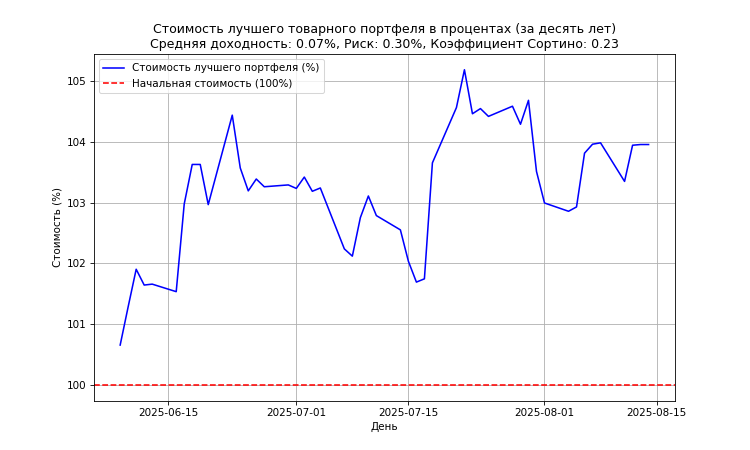 Стоимость лучшего товарного портфеля в процентах (за десять лет)
Средняя доходность: 0.07%, Риск: 0.30%, Коэффициент Сортино: 0.23
Стоимость лучшего портфеля (%)
Начальная стоимость (100%)
Стоимость (%)
105
104
103
102
101
100
2025-06-15
2025-07-01
2025-07-15
2025-08-01
2025-08-15
День